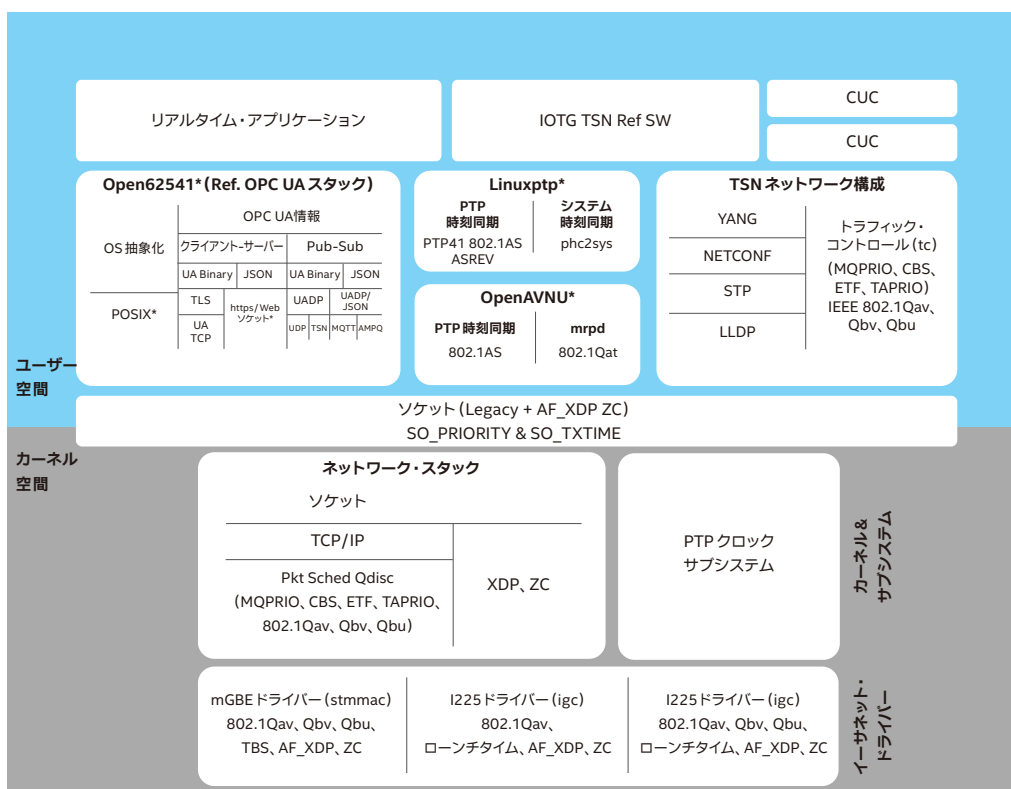 リアルタイム・アプリケーション
IOTG TSN Ref SW
CUC
CUC
Open62541*(Ref. OPC UAスタック)
OS 抽象化
POSIX*
OPC UA情報
クライアント-サーバー
Pub-Sub
UA Binary
JSON
UA Binary
JSON
TLS
https/Web
ソケット*
UADP
UADP/
JSON
UA
TCP
UDP
TSN
MQTT
AMPQ
Linuxptp*
PTP
時刻同期
PTP41 802.1AS
ASREV
システム
時刻同期
phc2sys
OpenAVNU*
PTP 時刻同期
802.1AS
mrpd
802.1Qat
TSN ネットワーク構成
YANG
NETCONF
STP
LLDP
トラフィック・
コントロール(tc)
(MQPRIO、CBS、
ETF、TAPRIO)
IEEE 802.1Qav、
Qbv、Qbu
ユーザー
空間
ソケット(Legacy + AF_XDP ZC)
SO_PRIORITY & SO_TXTIME
カーネル
空間
ネットワーク・スタック
ソケット
TCP/IP
Pkt Sched Qdisc
(MQPRIO、CBS、ETF、TAPRIO、
802.1Qav、Qbv、Qbu)
XDP、ZC
PTP クロック
サブシステム
カーネル&
サブシステム
mGBEドライバー(stmmac)
802.1Qav、Qbv、Qbu、
TBS、AF_XDP、ZC
I225ドライバー(igc)
802.1Qav、
ローンチタイム、AF_XDP、ZC
I225ドライバー(igc)
802.1Qav、Qbv、Qbu、
ローンチタイム、AF_XDP、ZC
イーサネット・
ドライバー